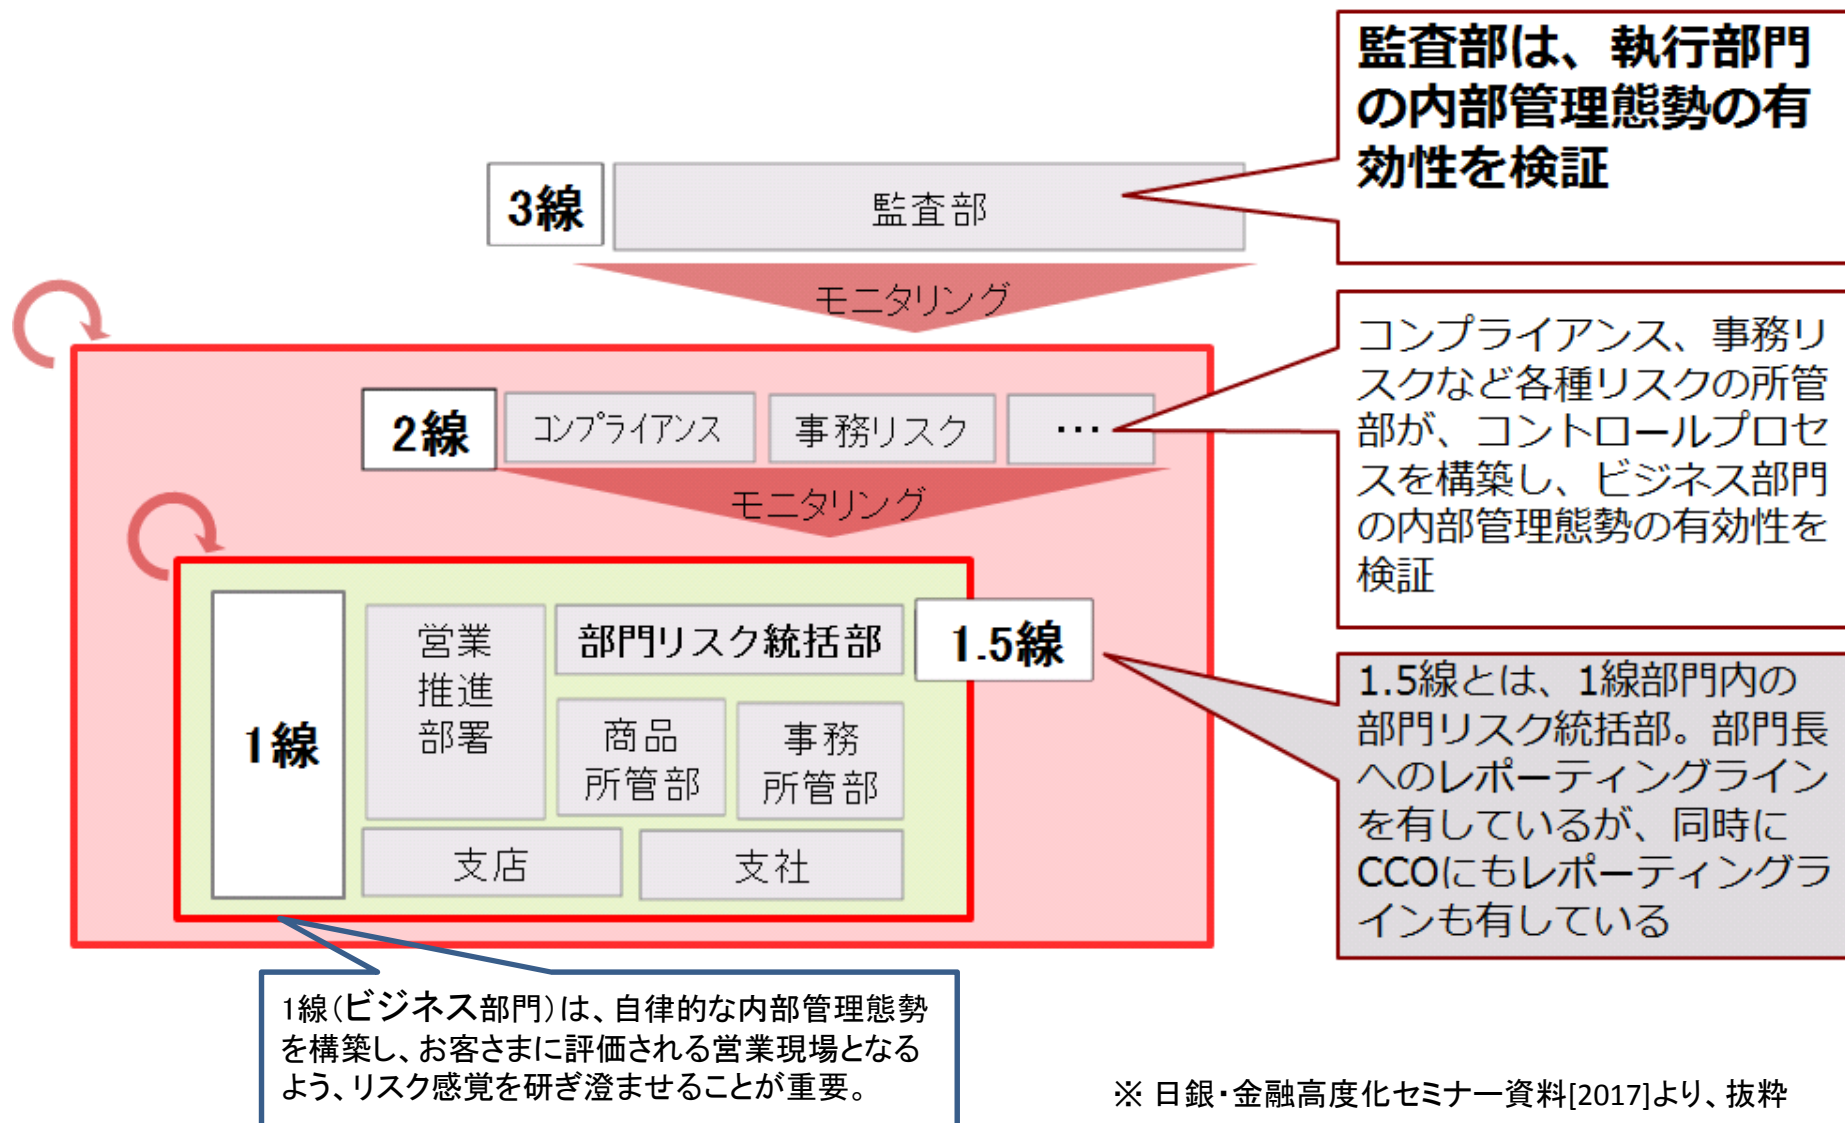 監査部は、執行部門
の内部管理態勢の有
効性を検証
3線
監査部
モニタリング
コンプライアンス、事務リ
スクなど各種リスクの所管
部が、コントロールプロセ
スを構築し、ビジネス部門
の内部管理態勢の有効性を
検証
2線
コンプライアンス
事務リスク
…
モニタリング
1線
営業
推進
部署
部門リスク統括部
1.5線
商品
所管部
事務
所管部
支店
支社
1.5線とは、1線部門内の
部門リスク統括部。部門長
へのレポーティングライン
を有しているが、同時に
CCOにもレポーティングラ
インも有している
1線(ビジネス部門)は、自律的な内部管理態勢
を構築し、お客さまに評価される営業現場となる
よう、リスク感覚を研ぎ澄ませることが重要。
※ 日銀・金融高度化セミナー資料[2017]より、抜粋